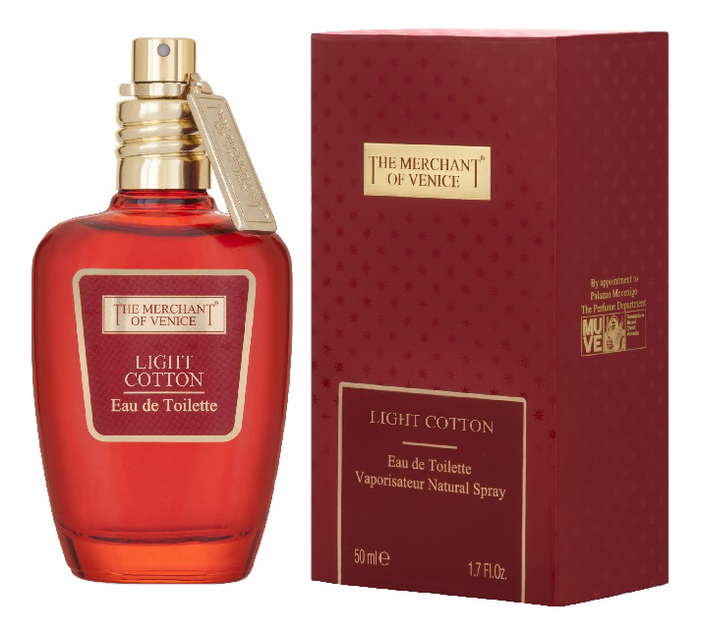 THE MERCHANT®
OF VENICE
LIGHT
COTTON
Eau de Toilette
THE MERCHANT®
OF VENICE
By appointment to
Palazzo Mocenigo
The Perfume Department
MU
VE
LIGHT COTTON
Eau de Toilette
Vaporisateur Natural Spray
50 ml ℮
1.7 Fl.Oz.